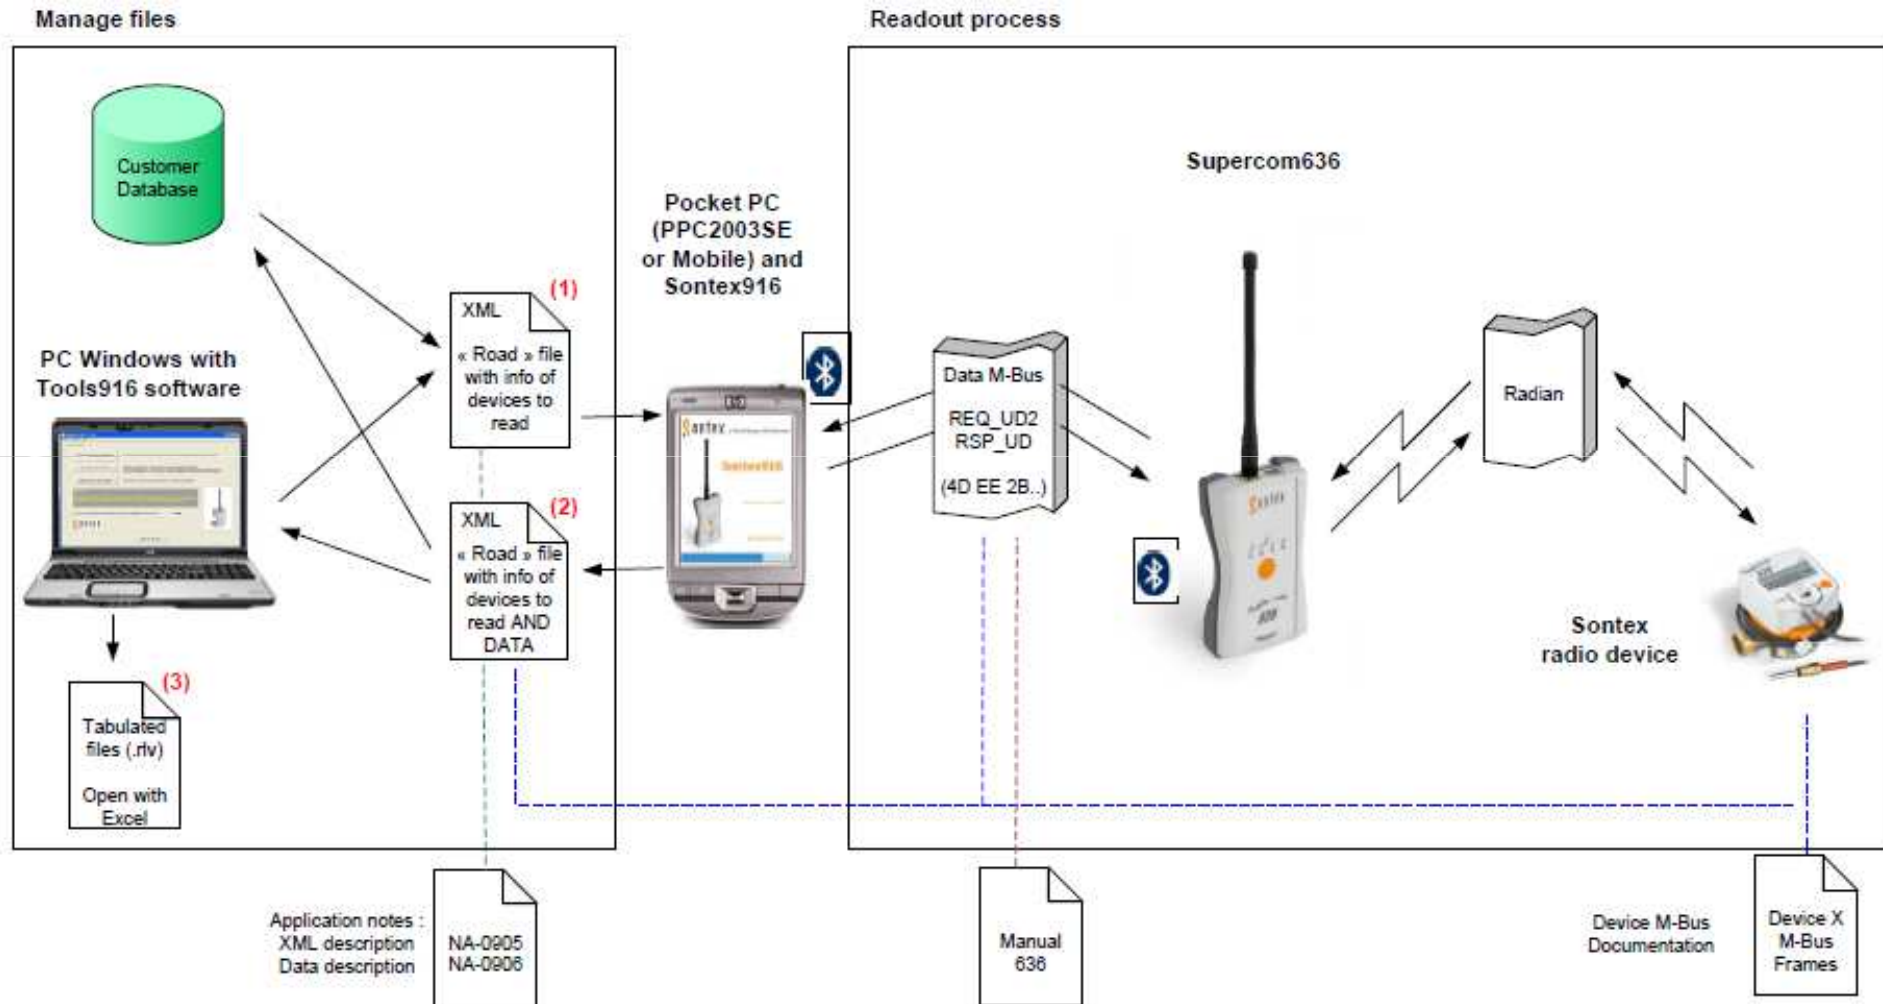 Manage files
Readout process
Customer
Database
Supercom636
Pocket PC
(PPC2003SE
or Mobile) and
Sontex916
(1)
XML
« Road » file
with info of
devices to
read
PC Windows with
Tools916 software
Data M-Bus
REQ_UD2
RSP_UD
(4D EE 2B..)
Radian
Sontex
Sontex916
Sontex
(2)
XML
« Road » file
with info of
devices to
read AND
DATA
Sontex
radio device
(3)
Tabulated
files (.rlv)
Open with
Excel
Application notes :
XML description
Data description
NA-0905
NA-0906
Manual
636
Device M-Bus
Documentation
Device X
M-Bus
Frames